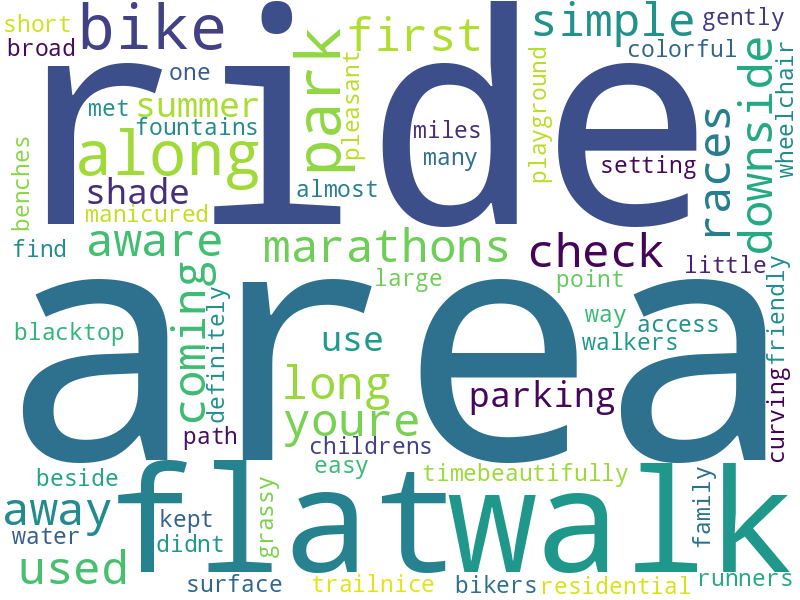 short
broad
bike
ride
first
simple
gently
colorful
one
met
summer
fountains
park
pleasant
miles
many
playground
setting
races
downside
wheelchair
along
benches
shade
manicured
almost
find
aware
marathons
check
little
area
large
point
coming
definitely
blacktop
way
access
walkers
friendly
use
long
youre
parking
curving
path
childrens
easy
beside
timebeautifully
flat
walk
away
water
kept
didnt
grassy
family
used
surface
trailnice
bikers
residential
runners